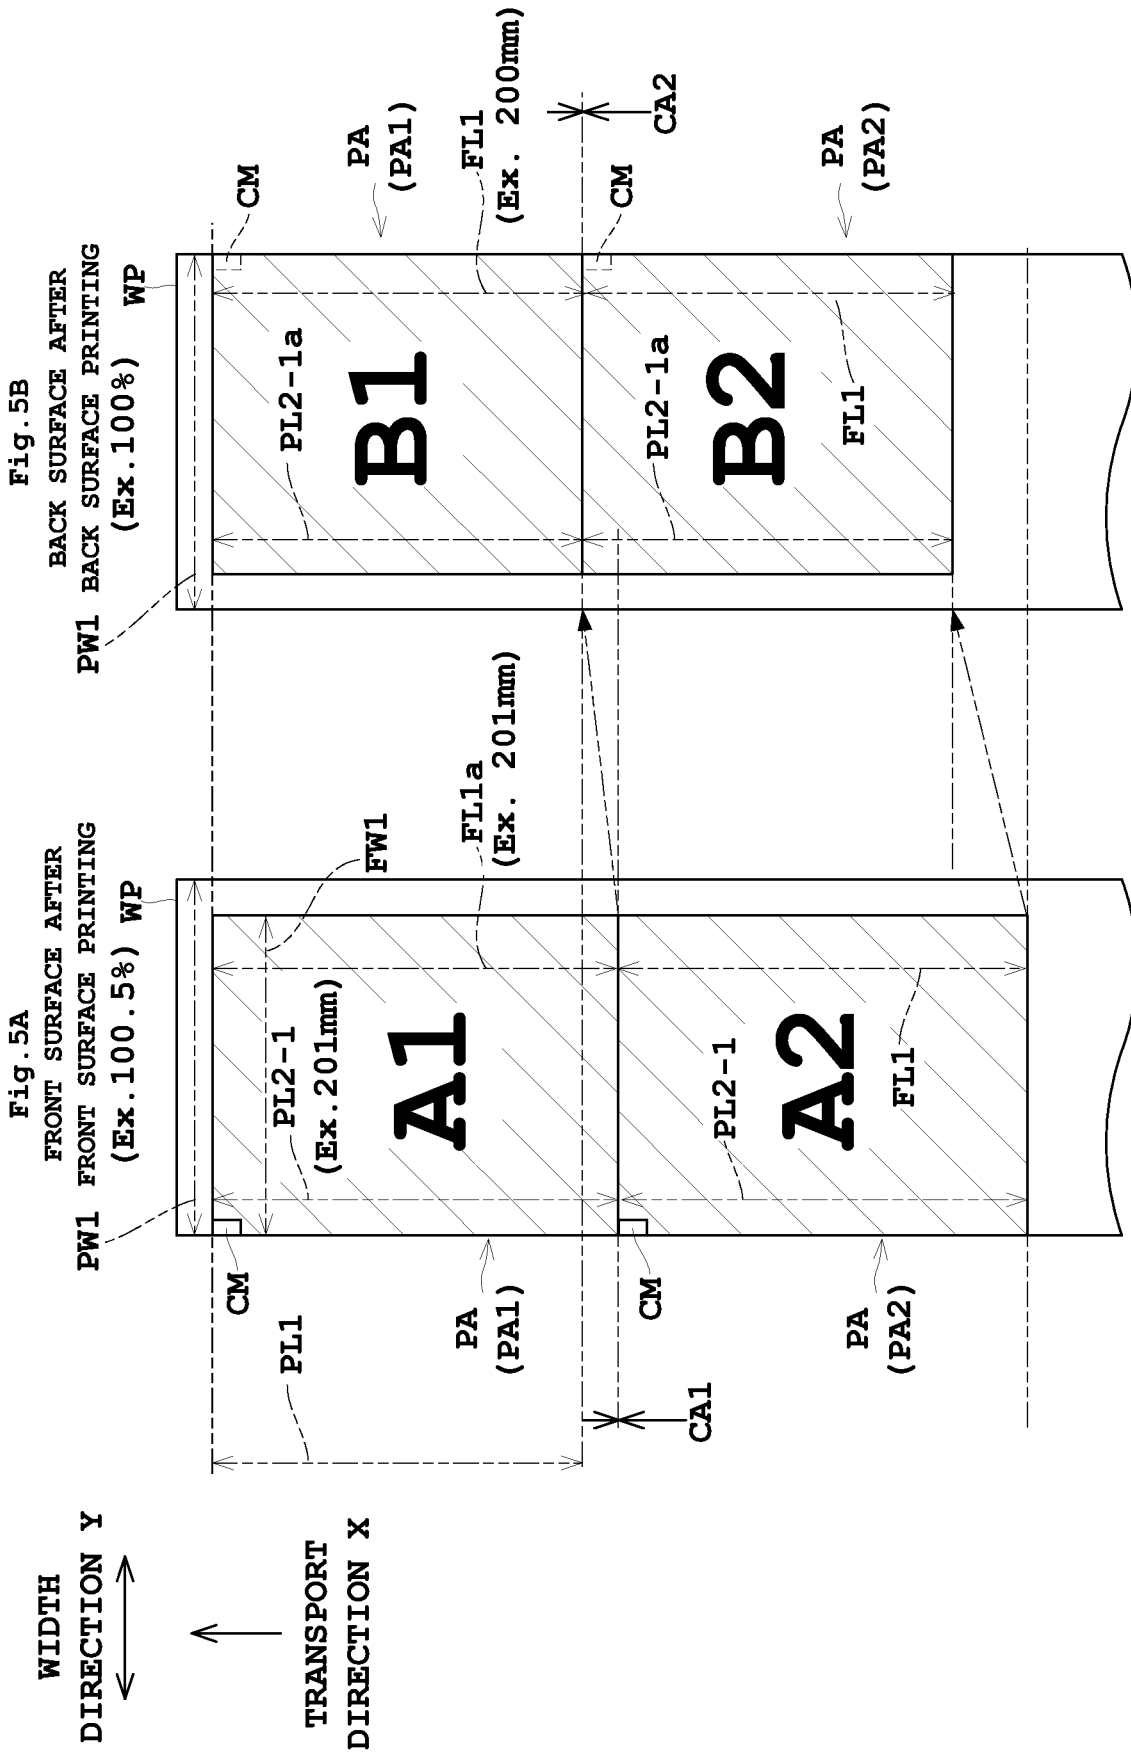 WIDTH
DIRECTION Y
TRANSPORT
DIRECTION X
Fig.5A
FRONT SURFACE AFTER
FRONT SURFACE PRINTING
(Ex.100.5%)
PW1
WP
CM
PL1
FW1
PL2-1
(Ex.201mm)
FL1a
(Ex. 201mm)
A1
PA
(PA1)
CM
CA1
PL2-1
A2
FL1
PA
(PA2)
Fig.5B
BACK SURFACE AFTER
BACK SURFACE PRINTING
(Ex.100%)
PW1
WP
CM
PL2-1a
B1
PA
(PA1)
FL1
(Ex. 200mm)
CA2
CM
PL2-1a
B2
FL1
PA
(PA2)